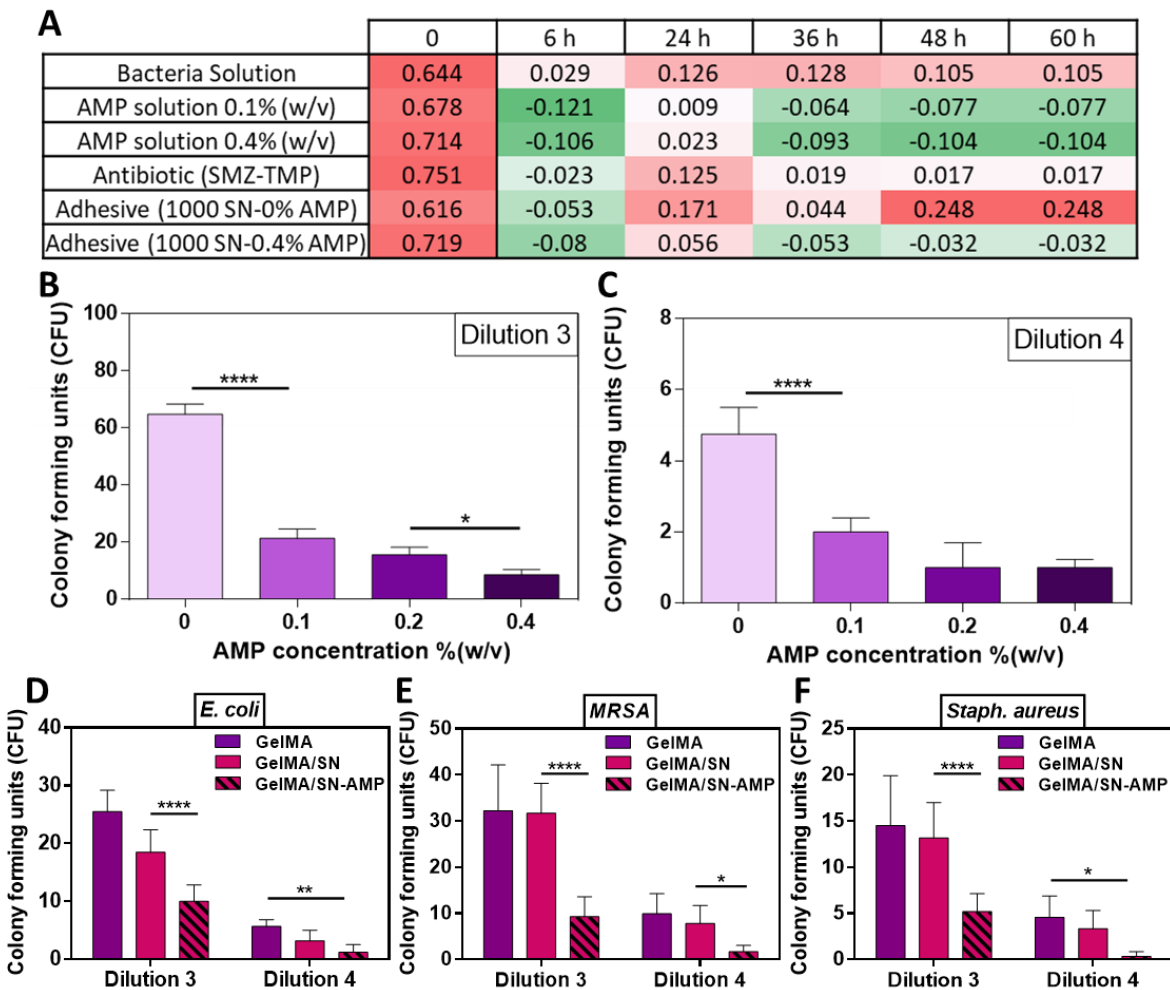 A
0 6 h 24 h 36 h 48 h 60 h
Bacteria Solution 0.644 0.029 0.126 0.128 0.105 0.105
AMP solution 0.1% (w/v) 0.678 -0.121 0.009 -0.064 -0.077 -0.077
AMP solution 0.4% (w/v) 0.714 -0.106 0.023 -0.093 -0.104 -0.104
Antibiotic (SMZ-TMP) 0.751 -0.023 0.125 0.019 0.017 0.017
Adhesive (1000 SN-0% AMP) 0.616 -0.053 0.171 0.044 0.248 0.248
Adhesive (1000 SN-0.4% AMP) 0.719 -0.08 0.056 -0.053 -0.032 -0.032
B
Colony forming units (CFU)
100
80
60
40
20
0
Dilution 3
****
*
0 0.1 0.2 0.4
AMP concentration %(w/v)
C
Colony forming units (CFU)
8
6
4
2
0
Dilution 4
****
0 0.1 0.2 0.4
AMP concentration %(w/v)
D
E. coli
Colony forming units (CFU)
40
30
20
10
0
GelMA
GelMA/SN
GelMA/SN-AMP
****
**
Dilution 3 Dilution 4
E
MRSA
Colony forming units (CFU)
50
40
30
20
10
0
GelMA
GelMA/SN
GelMA/SN-AMP
****
*
Dilution 3 Dilution 4
F
Staph. aureus
Colony forming units (CFU)
25
20
15
10
5
0
GelMA
GelMA/SN
GelMA/SN-AMP
****
*
Dilution 3 Dilution 4